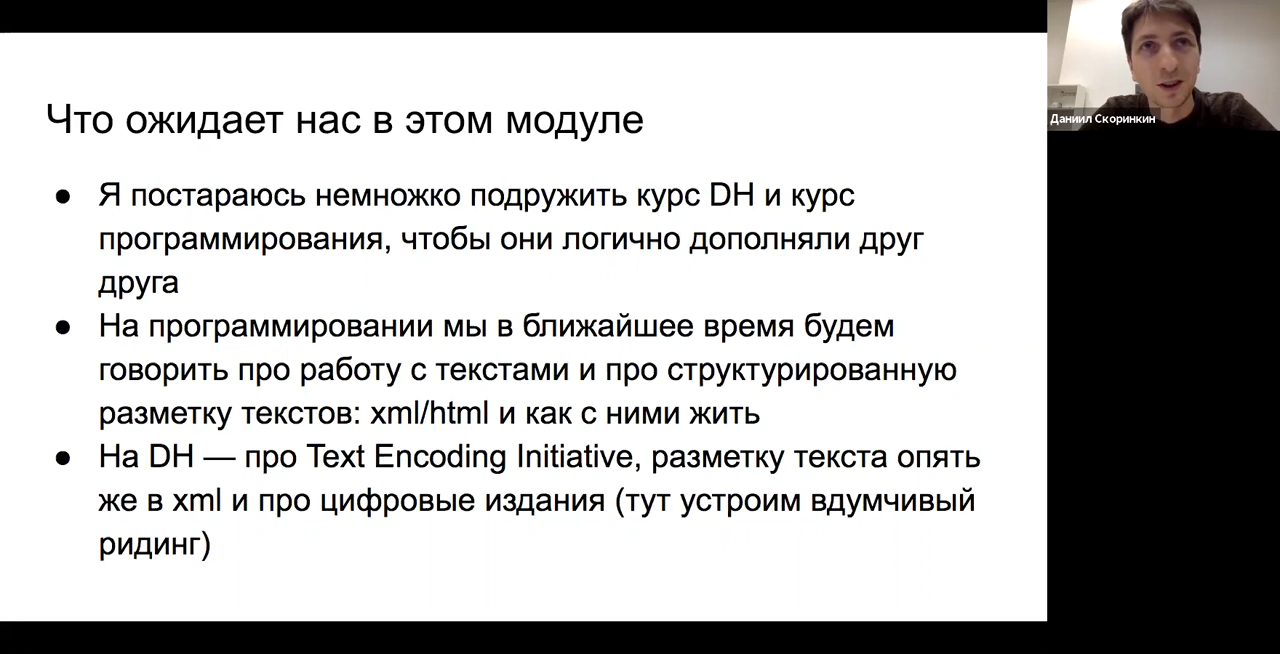 Что ожидает нас в этом модуле
● Я постараюсь немножко подружить курс DH и курс
программирования, чтобы они логично дополняли друг
друга
● На программировании мы в ближайшее время будем
говорить про работу с текстами и про структурированную
разметку текстов: xml/html и как с ними жить
● На DH — про Text Encoding Initiative, разметку текста опять
же в xml и про цифровые издания (тут устроим вдумчивый
ридинг)
Даниил Скоринкин